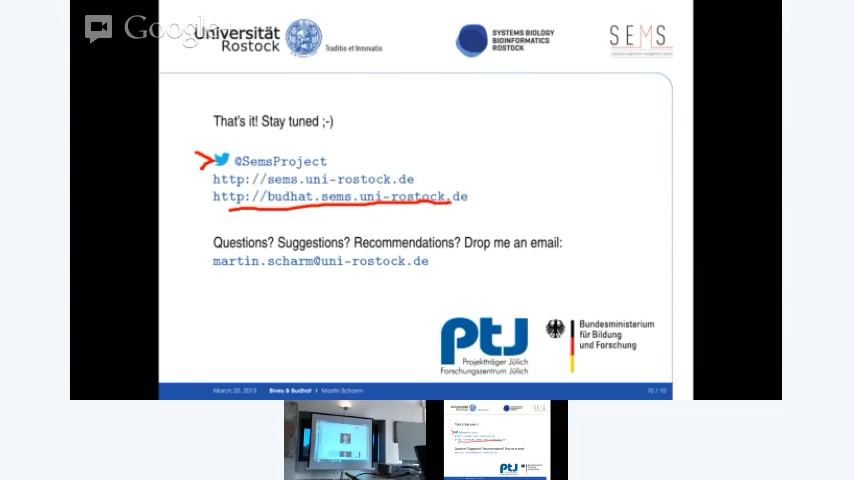 Google+
Universität
Rostock
Traditio et Innovatio
SYSTEMS BIOLOGY
BIOINFORMATICS
ROSTOCK
SEMS
That's it! Stay tuned ;-)
@SemsProject
http://sems.uni-rostock.de
http://budhat.sems.uni-rostock.de
Questions? Suggestions? Recommendations? Drop me an email:
martin.scharm@uni-rostock.de
ptJ
Projektträger Jülich
Forschungszentrum Jülich
Bundesministerium
für Bildung
und Forschung
March 20, 2013 Bives & Budhat | Martin Scharm 10 / 10